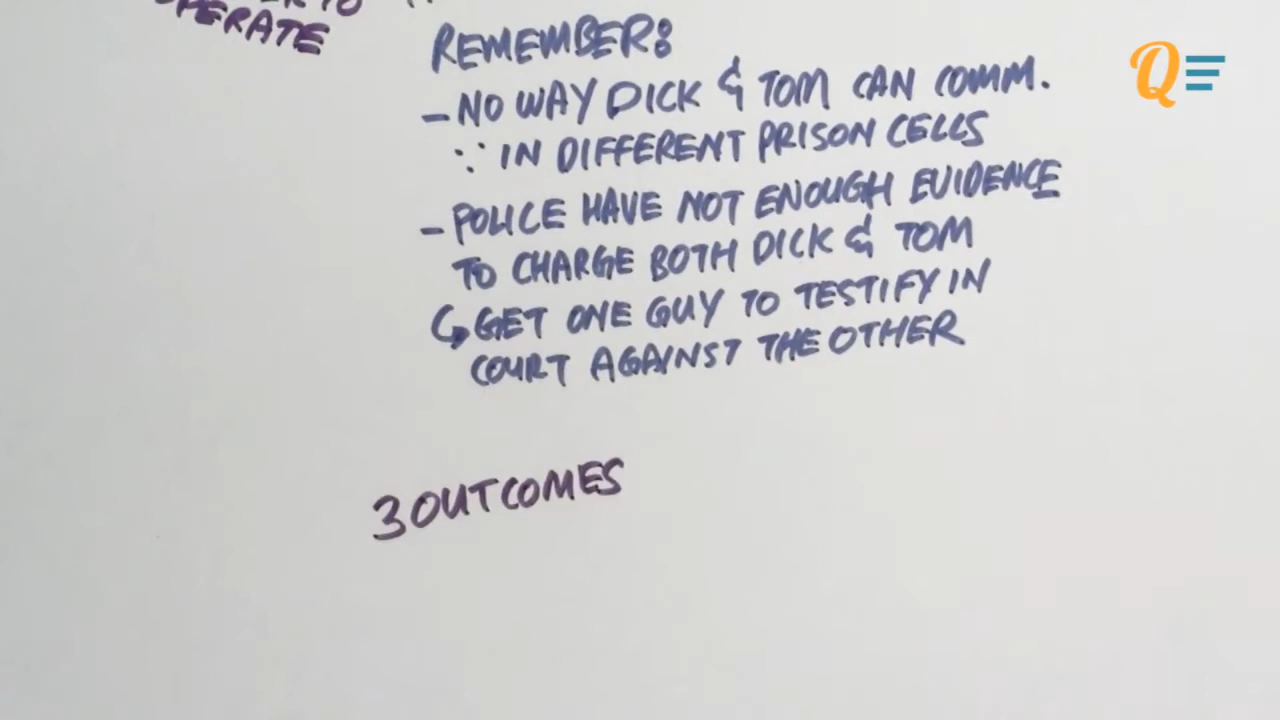 PERATE
REMEMBER:
- NO WAY DICK & TOM CAN COMM.
∵ IN DIFFERENT PRISON CELLS
- POLICE HAVE NOT ENOUGH EVIDENCE
TO CHARGE BOTH DICK & TOM
↳ GET ONE GUY TO TESTIFY IN
COURT AGAINST THE OTHER
3 OUTCOMES
Q